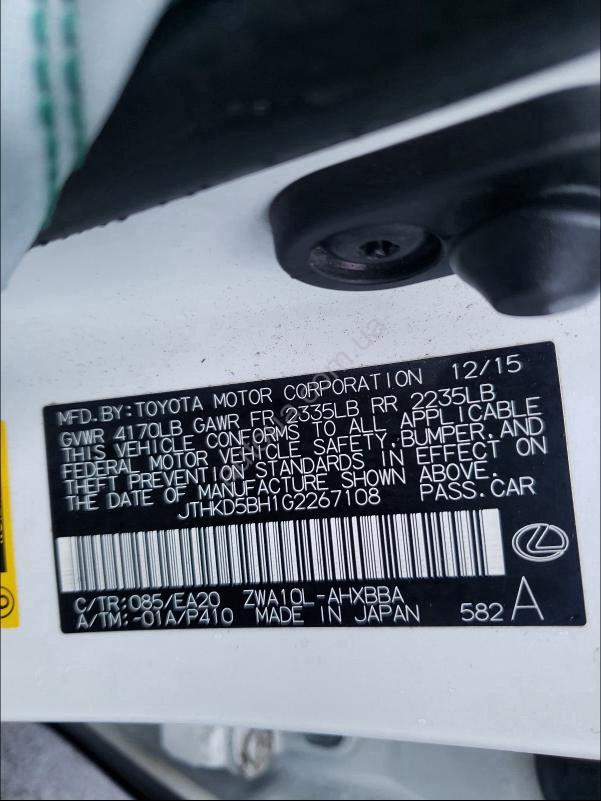 MFD. BY: TOYOTA MOTOR CORPORATION 12/15
GVWR 4170LB GAWR FR 2335LB RR 2235LB
THIS VEHICLE CONFORMS TO ALL APPLICABLE
FEDERAL MOTOR VEHICLE SAFETY, BUMPER, AND
THEFT PREVENTION STANDARDS IN EFFECT ON
THE DATE OF MANUFACTURE SHOWN ABOVE.
JTHKD5BH1G2267108 PASS. CAR
C/TR: 085/EA20 ZWA10L-AHXBBA
A/TM: -01A/P410 MADE IN JAPAN 582 A